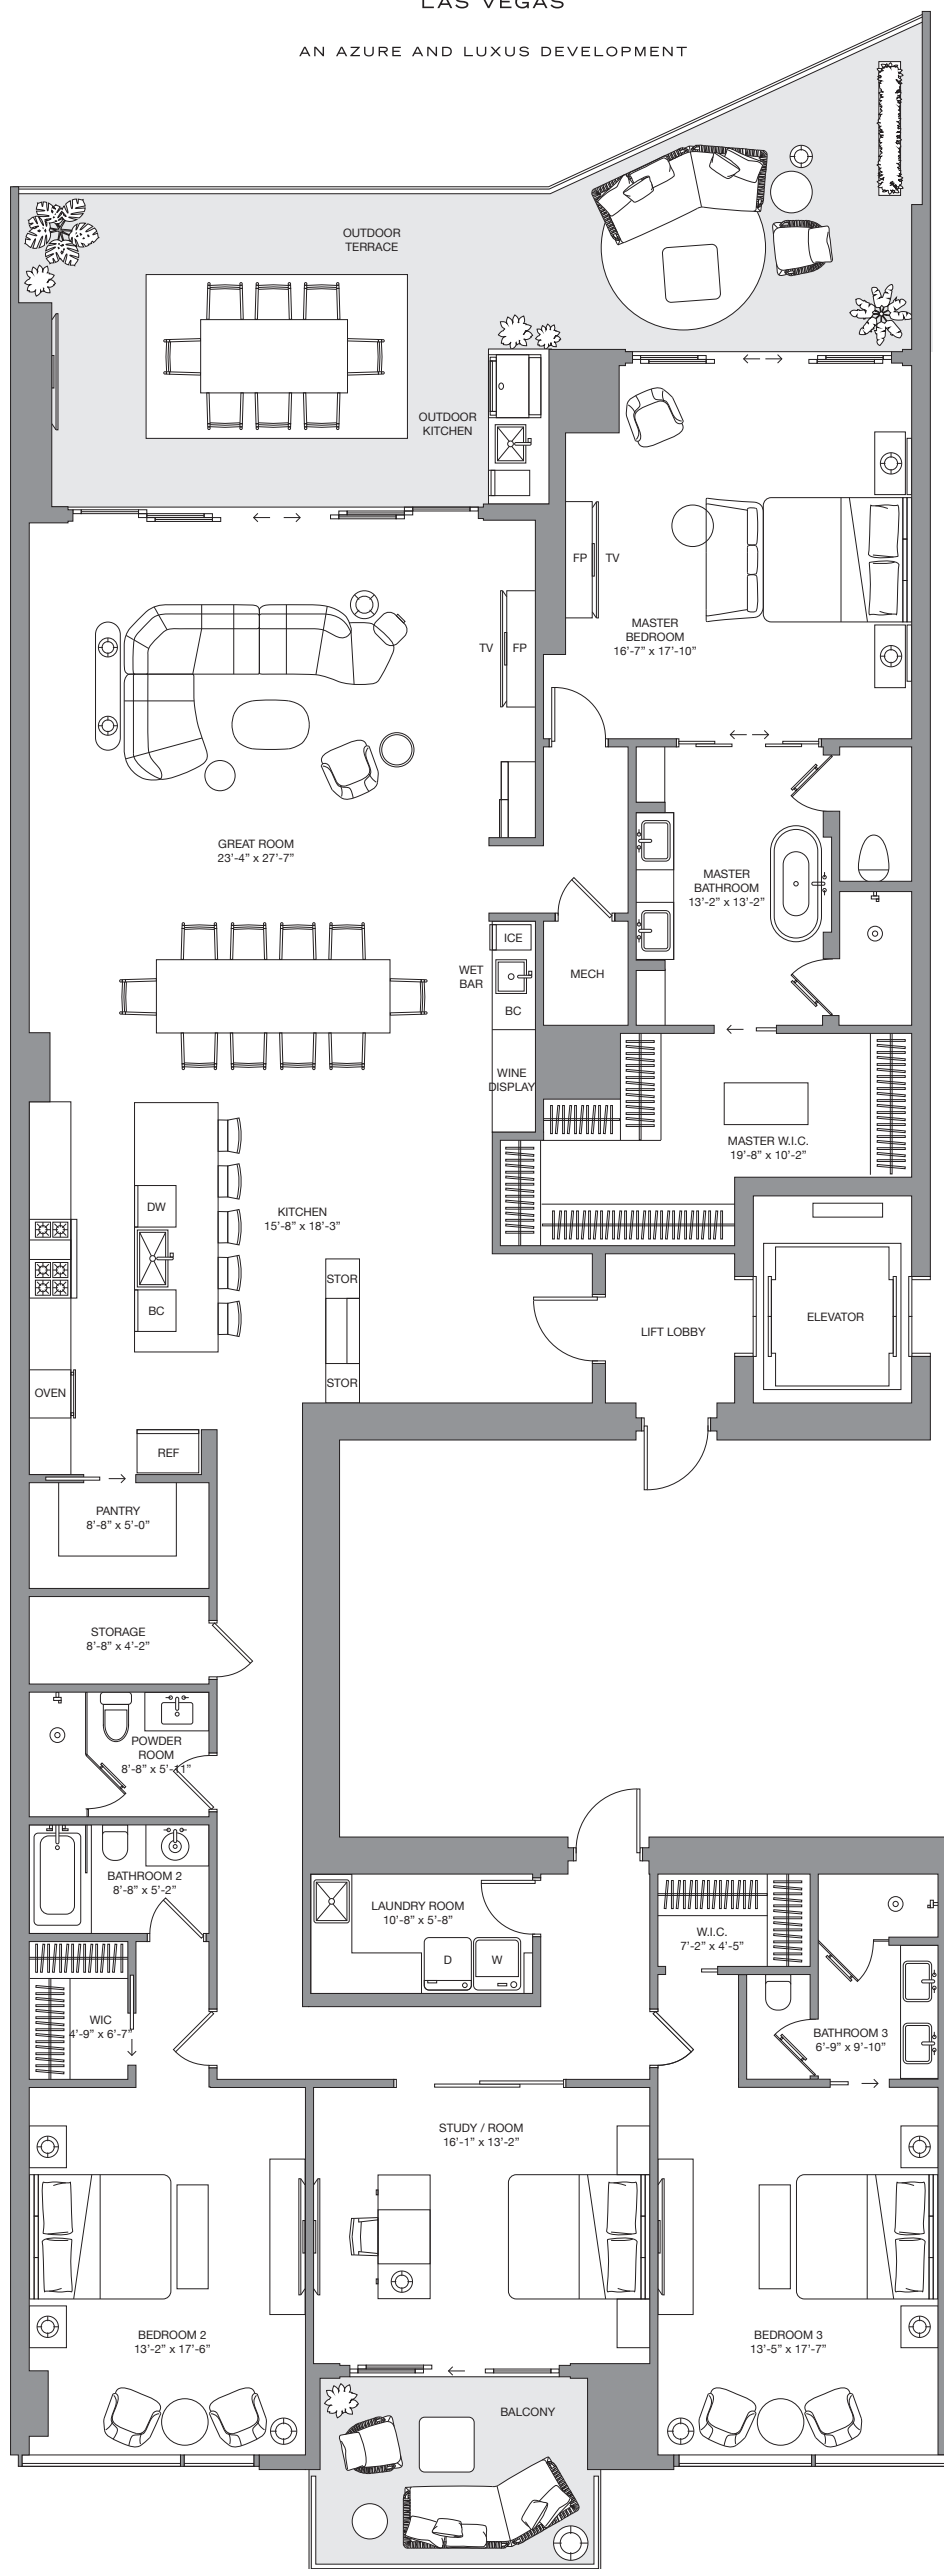 LAS VEGAS
AN AZURE AND LUXUS DEVELOPMENT
OUTDOOR
TERRACE
OUTDOOR
KITCHEN
FP TV
MASTER
BEDROOM
16'-7" x 17'-10"
TV FP
GREAT ROOM
23'-4" x 27'-7"
MASTER
BATHROOM
13'-2" x 13'-2"
ICE
WET
BAR
BC
MECH
WINE
DISPLAY
MASTER W.I.C.
19'-8" x 10'-2"
DW
KITCHEN
15'-8" x 18'-3"
BC
STOR
STOR
LIFT LOBBY
ELEVATOR
OVEN
REF
PANTRY
8'-8" x 5'-0"
STORAGE
8'-8" x 4'-2"
POWDER
ROOM
8'-8" x 5'-11"
BATHROOM 2
8'-8" x 5'-2"
LAUNDRY ROOM
10'-8" x 5'-8"
D W
W.I.C.
7'-2" x 4'-5"
WIC
4'-9" x 6'-7"
BATHROOM 3
6'-9" x 9'-10"
STUDY / ROOM
16'-1" x 13'-2"
BEDROOM 2
13'-2" x 17'-6"
BEDROOM 3
13'-5" x 17'-7"
BALCONY